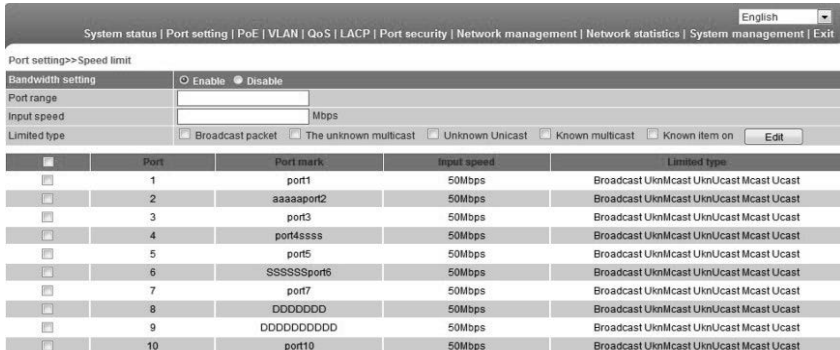 English
System status | Port setting | PoE | VLAN | QoS | LACP | Port security | Network management | Network statistics | System management | Exit
Port setting>>Speed limit
Bandwidth setting Enable Disable
Port range
Input speed Mbps
Limited type Broadcast packet The unknown multicast Unknown Unicast Known multicast Known item on Edit
Port Port mark Input speed Limited type
1 port1 50Mbps Broadcast UknMcast UknUcast Mcast Ucast
2 aaaaaport2 50Mbps Broadcast UknMcast UknUcast Mcast Ucast
3 port3 50Mbps Broadcast UknMcast UknUcast Mcast Ucast
4 port4ssss 50Mbps Broadcast UknMcast UknUcast Mcast Ucast
5 port5 50Mbps Broadcast UknMcast UknUcast Mcast Ucast
6 SSSSSSport6 50Mbps Broadcast UknMcast UknUcast Mcast Ucast
7 port7 50Mbps Broadcast UknMcast UknUcast Mcast Ucast
8 DDDDDDD 50Mbps Broadcast UknMcast UknUcast Mcast Ucast
9 DDDDDDDDDD 50Mbps Broadcast UknMcast UknUcast Mcast Ucast
10 port10 50Mbps Broadcast UknMcast UknUcast Mcast Ucast